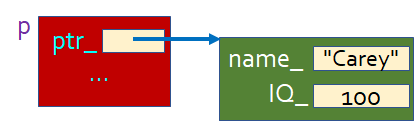 p
ptr_
...
name_ "Carey"
IQ_ 100